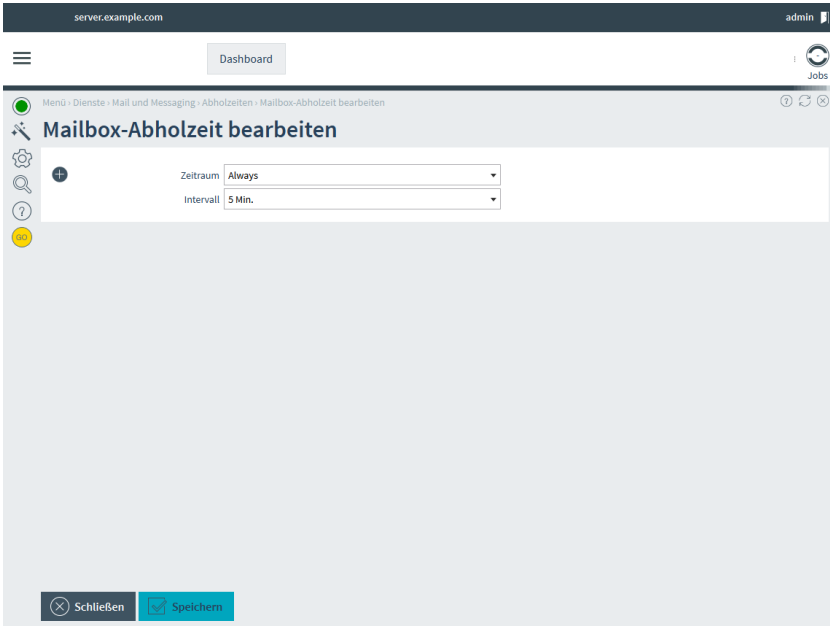 server.example.com
admin
Dashboard
Jobs
Menü › Dienste › Mail und Messaging › Abholzeiten › Mailbox-Abholzeit bearbeiten
?
Mailbox-Abholzeit bearbeiten
Zeitraum Always
Intervall 5 Min.
?
GO
Schließen Speichern